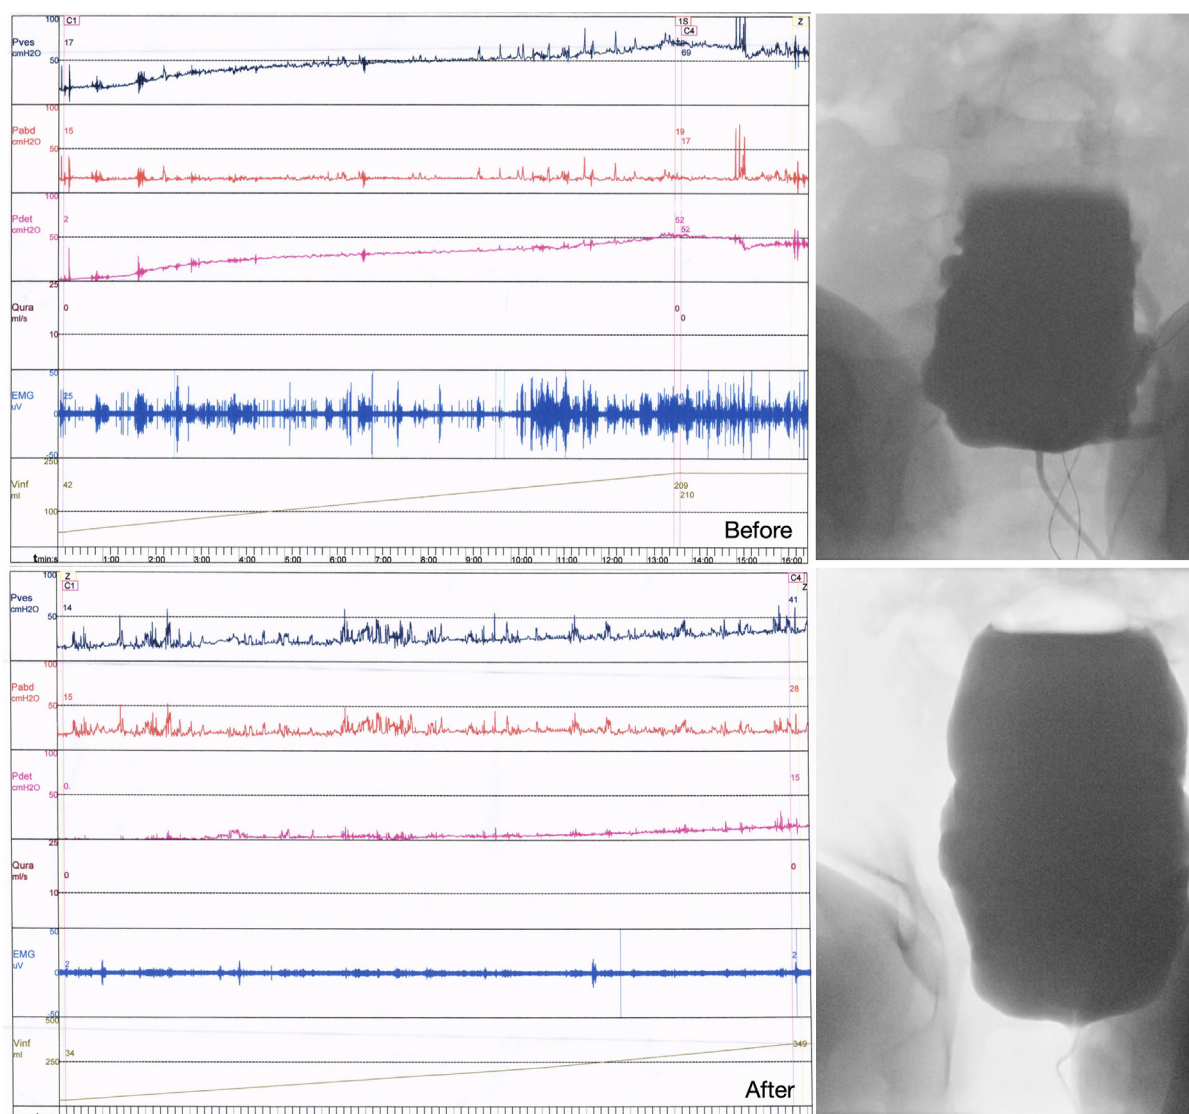 C1 1S Z
C4
100
Pves 17
cmH2O 69
50
100
Pabd 15 19
cmH2O 17
50
100
Pdet 2 52
cmH2O 52
50
25
Qura 0 0
ml/s 0
10
50
EMG 25 16
uV
0
-50
250
Vinf 42 209
ml 210
100
Before
tmin:s 1:00 2:00 3:00 4:00 5:00 6:00 7:00 8:00 9:00 10:00 11:00 12:00 13:00 14:00 15:00 16:00
Z C4
C1 Z
100
Pves 14 41
cmH2O
50
100
Pabd 15 28
cmH2O
50
100
Pdet 0. 15
cmH2O
50
25
Qura 0 0
ml/s
10
50
EMG 2 2
uV
0
-50
500
Vinf 34 349
ml
250
After